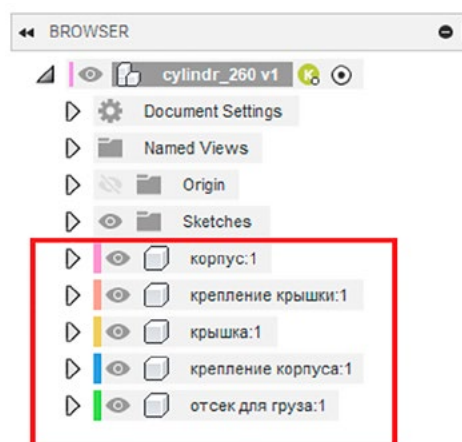 BROWSER
cylindr_260 v1
Document Settings
Named Views
Origin
Sketches
корпус:1
крепление крышки:1
крышка:1
крепление корпуса:1
отсек для груза:1